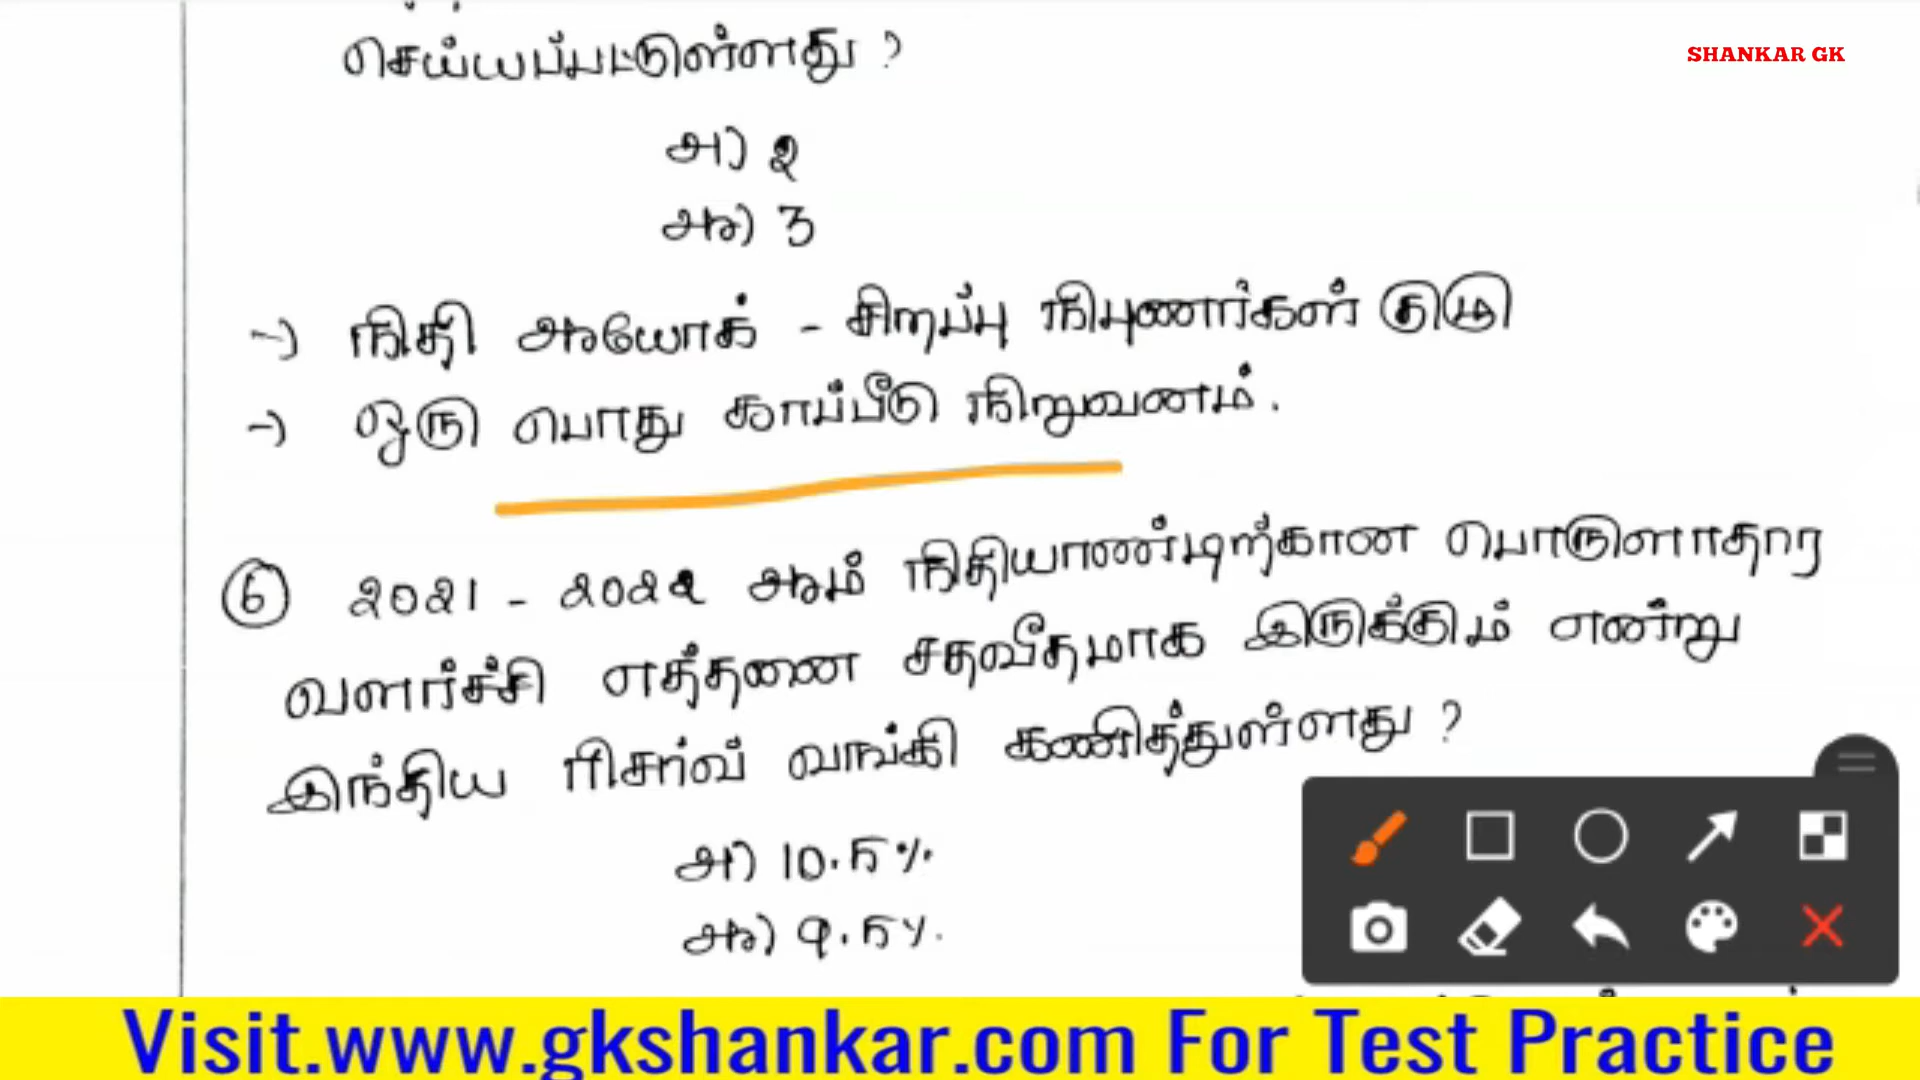 செய்யப்பட்டுள்ளது ?
SHANKAR GK
அ) 2
ஆ) 3
→ நிதி ஆயோக் - சிறப்பு நிபுணர்கள் குழு
→ ஒரு பொது காப்பீடு நிறுவனம்.
6 2021 - 2022 ஆம் நிதியாண்டிற்கான பொருளாதார
வளர்ச்சி எத்தனை சதவீதமாக இருக்கும் என்று
இந்திய ரிசர்வ் வங்கி கணித்துள்ளது ?
அ) 10.5%
ஆ) 9.5%.
Visit.www.gkshankar.com For Test Practice